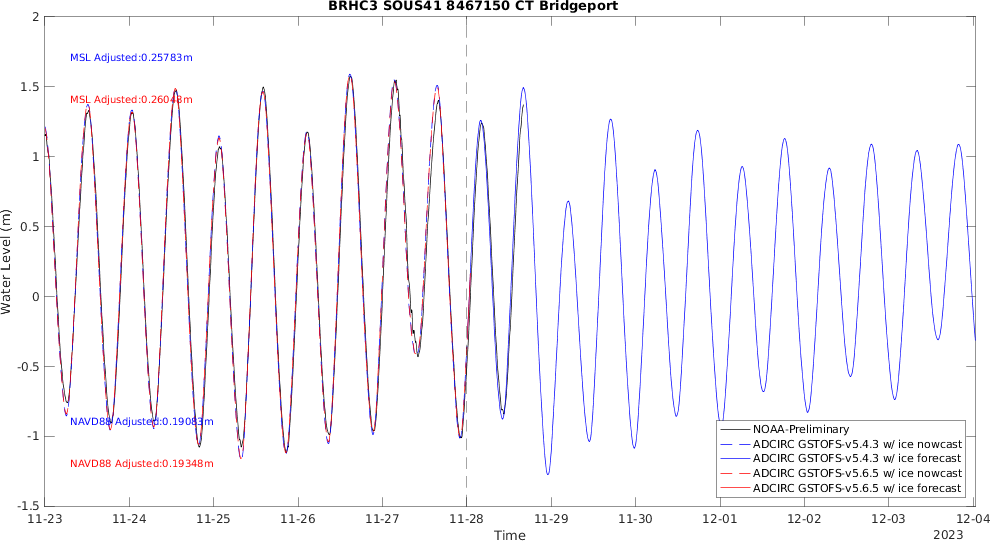 BRHC3 SOUS41 8467150 CT Bridgeport
2
1.5
1
0.5
0
-0.5
-1
-1.5
Water Level (m)
MSL Adjusted:0.25783m
MSL Adjusted:0.26043m
NAVD88 Adjusted:0.19083m
NAVD88 Adjusted:0.19348m
NOAA-Preliminary
ADCIRC GSTOFS-v5.4.3 w/ ice nowcast
ADCIRC GSTOFS-v5.4.3 w/ ice forecast
ADCIRC GSTOFS-v5.6.5 w/ ice nowcast
ADCIRC GSTOFS-v5.6.5 w/ ice forecast
11-23 11-24 11-25 11-26 11-27 11-28 11-29 11-30 12-01 12-02 12-03 12-04
Time
2023